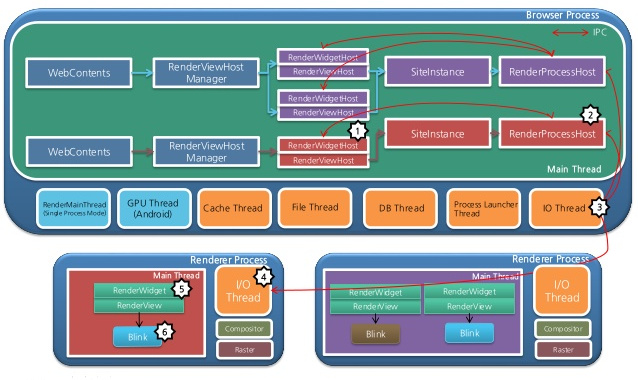 Browser Process
IPC
WebContents
RenderViewHost
Manager
RenderWidgetHost
RenderViewHost
RenderWidgetHost
RenderViewHost
SiteInstance
RenderProcessHost
WebContents
RenderViewHost
Manager
1
RenderWidgetHost
RenderViewHost
SiteInstance
2
RenderProcessHost
Main Thread
RenderMainThread
(Single Process Mode)
GPU Thread
(Android)
Cache Thread
File Thread
DB Thread
Process Launcher
Thread
IO Thread
3
Renderer Process
Main Thread
RenderWidget
5
RenderView
Blink
6
I/O
Thread
4
Compositor
Raster
Renderer Process
Main Thread
RenderWidget
RenderView
Blink
RenderWidget
RenderView
Blink
I/O
Thread
Compositor
Raster